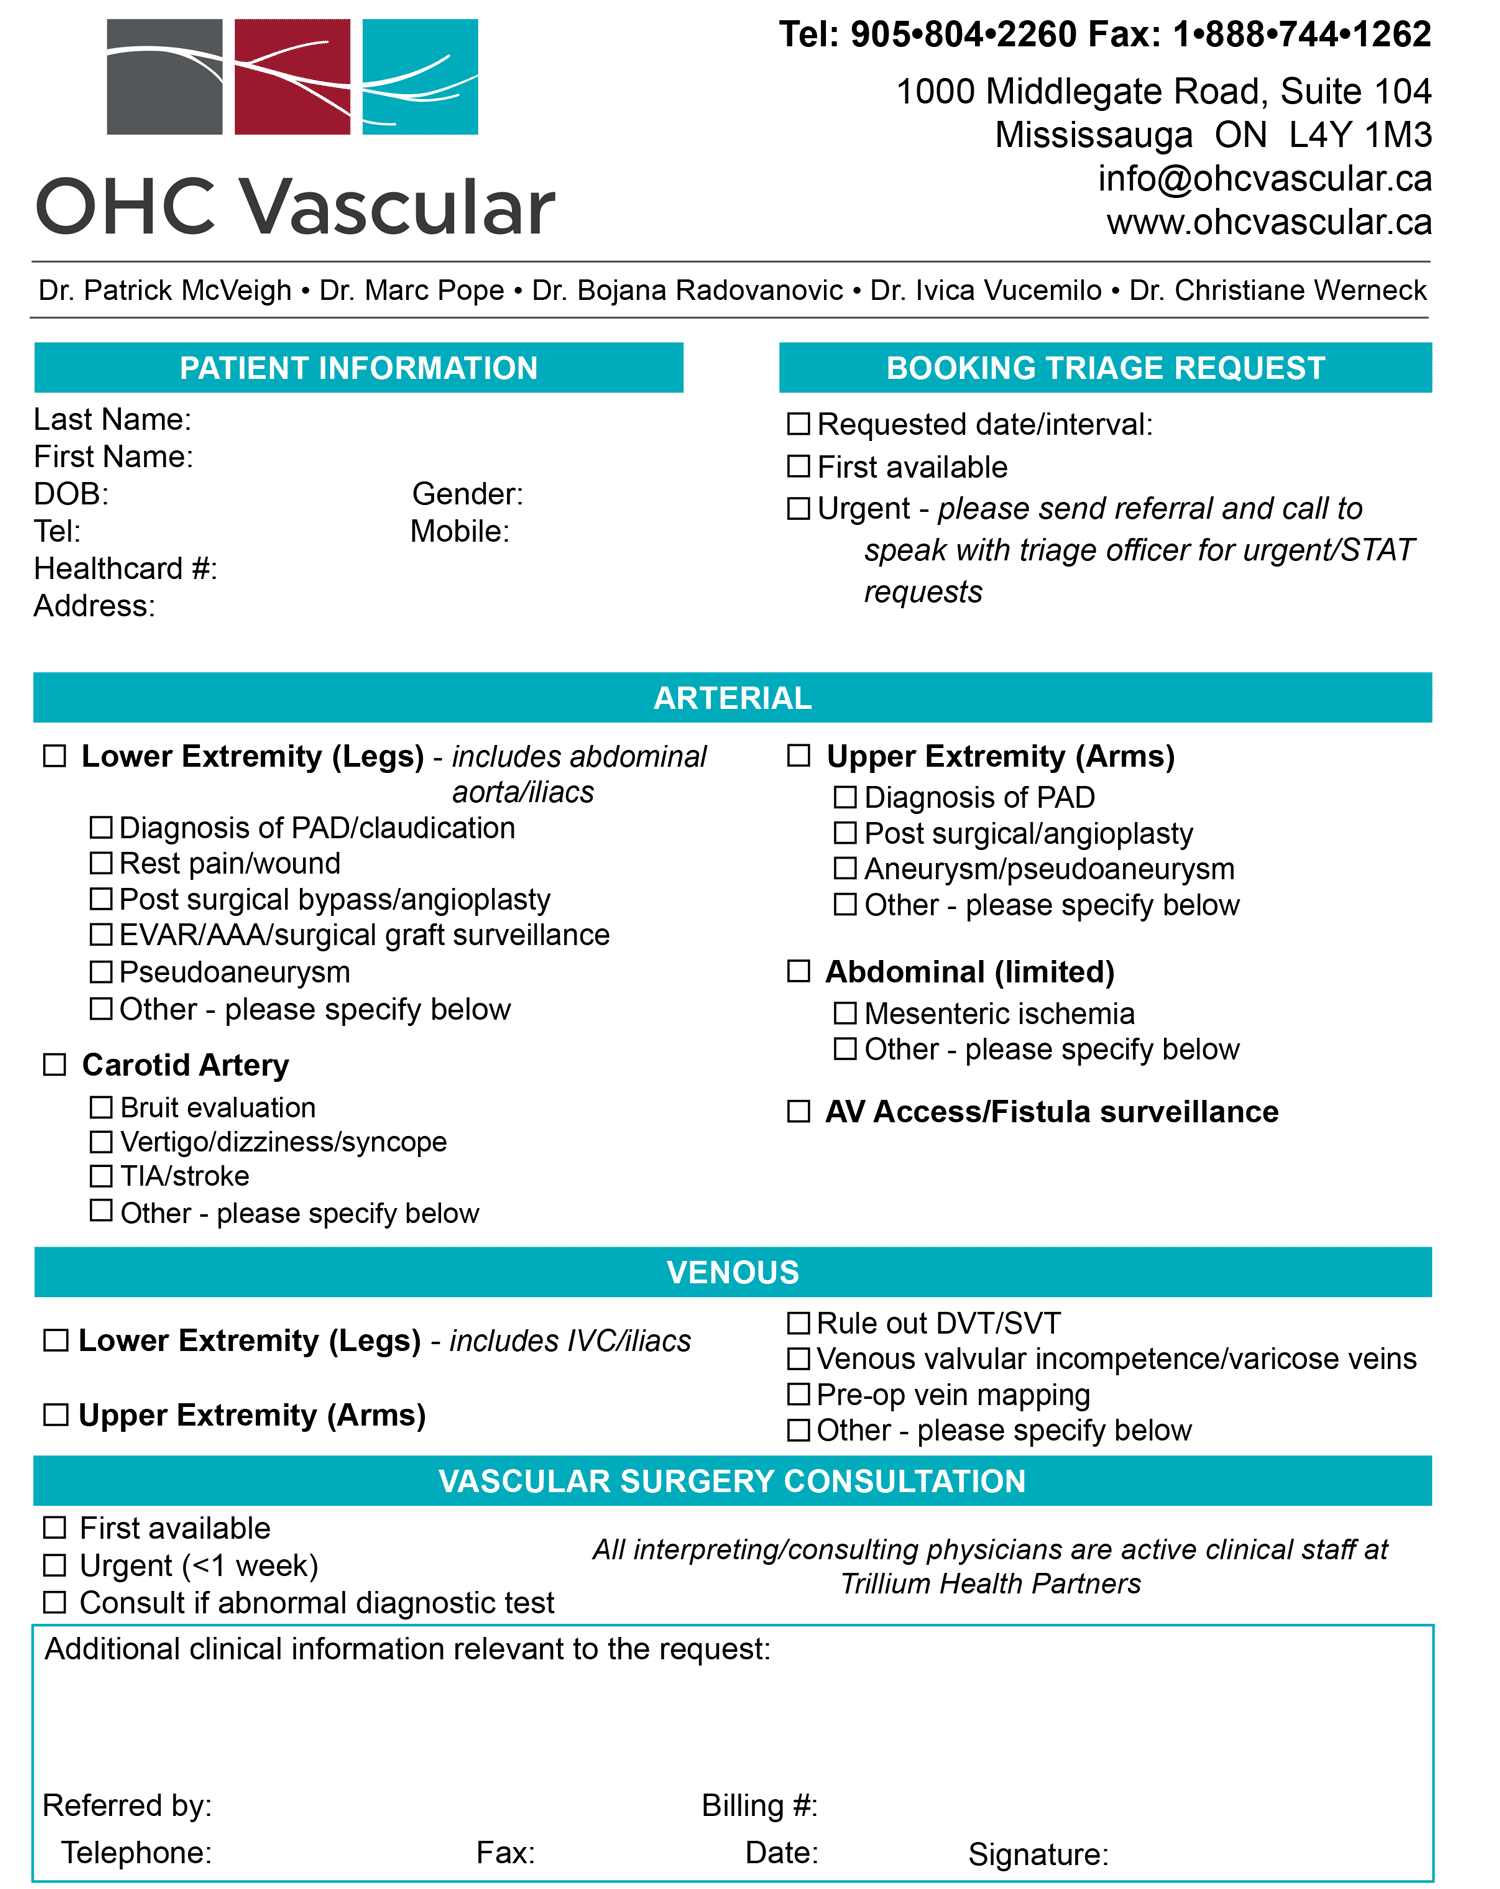 OHC Vascular
Tel: 905•804•2260 Fax: 1•888•744•1262
1000 Middlegate Road, Suite 104
Mississauga ON L4Y 1M3
info@ohcvascular.ca
www.ohcvascular.ca
Dr. Patrick McVeigh • Dr. Marc Pope • Dr. Bojana Radovanovic • Dr. Ivica Vucemilo • Dr. Christiane Werneck
PATIENT INFORMATION
Last Name:
First Name:
DOB: Gender:
Tel: Mobile:
Healthcard #:
Address:
BOOKING TRIAGE REQUEST
Requested date/interval:
First available
Urgent - please send referral and call to
speak with triage officer for urgent/STAT
requests
ARTERIAL
Lower Extremity (Legs) - includes abdominal
aorta/iliacs
Diagnosis of PAD/claudication
Rest pain/wound
Post surgical bypass/angioplasty
EVAR/AAA/surgical graft surveillance
Pseudoaneurysm
Other - please specify below
Carotid Artery
Bruit evaluation
Vertigo/dizziness/syncope
TIA/stroke
Other - please specify below
Upper Extremity (Arms)
Diagnosis of PAD
Post surgical/angioplasty
Aneurysm/pseudoaneurysm
Other - please specify below
Abdominal (limited)
Mesenteric ischemia
Other - please specify below
AV Access/Fistula surveillance
VENOUS
Lower Extremity (Legs) - includes IVC/iliacs
Upper Extremity (Arms)
Rule out DVT/SVT
Venous valvular incompetence/varicose veins
Pre-op vein mapping
Other - please specify below
VASCULAR SURGERY CONSULTATION
First available
Urgent (<1 week)
Consult if abnormal diagnostic test
All interpreting/consulting physicians are active clinical staff at
Trillium Health Partners
Additional clinical information relevant to the request:
Referred by: Billing #:
Telephone: Fax: Date: Signature: